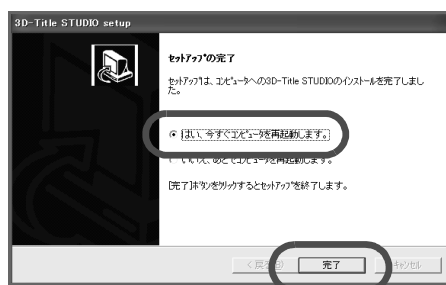 3D-Title STUDIO setup
ｾｯﾄｱｯﾌﾟの完了
ｾｯﾄｱｯﾌﾟは、ｺﾝﾋﾟｭｰﾀへの3D-Title STUDIOのｲﾝｽﾄｰﾙを完了しまし
た。
はい、今すぐｺﾝﾋﾟｭｰﾀを再起動します。
いいえ、あとでｺﾝﾋﾟｭｰﾀを再起動します。
[完了]ﾎﾞﾀﾝをｸﾘｯｸするとｾｯﾄｱｯﾌﾟを終了します。
< 戻る(B)
完了
ｷｬﾝｾﾙ